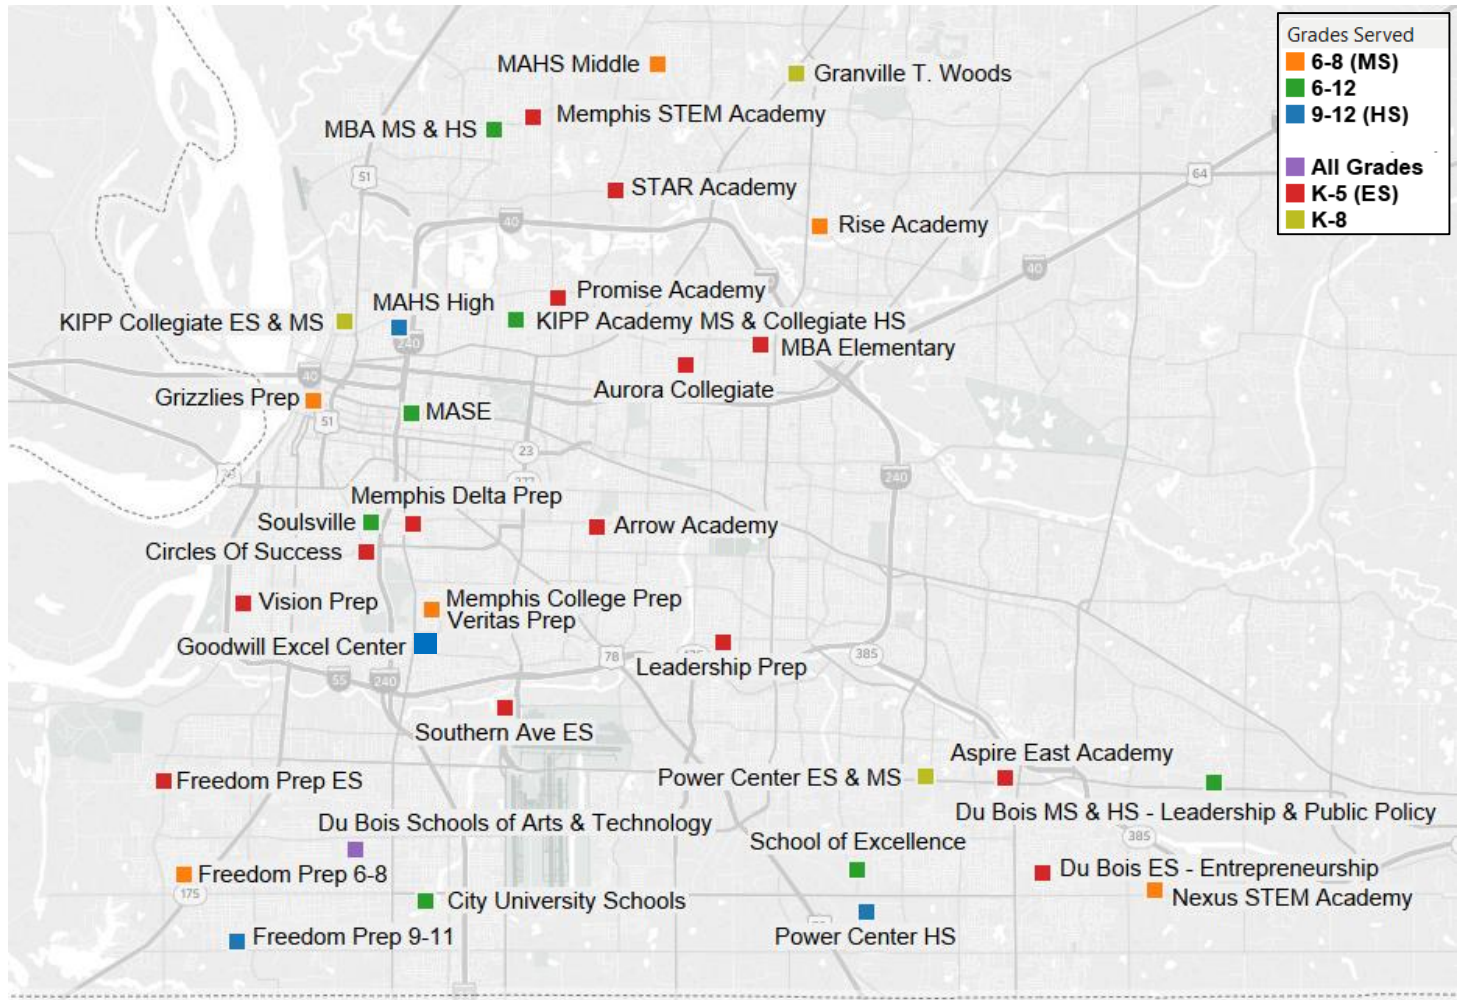 Grades Served
6-8 (MS)
6-12
9-12 (HS)
All Grades
K-5 (ES)
K-8
MAHS Middle
Granville T. Woods
Memphis STEM Academy
MBA MS & HS
51
64
STAR Academy
40
Rise Academy
40
Promise Academy
MAHS High
KIPP Collegiate ES & MS
KIPP Academy MS & Collegiate HS
240
MBA Elementary
40
Aurora Collegiate
Grizzlies Prep
MASE
51
23
240
Memphis Delta Prep
Soulsville
Arrow Academy
Circles Of Success
Vision Prep
Memphis College Prep
Veritas Prep
Goodwill Excel Center
78
385
Leadership Prep
55
240
Southern Ave ES
Aspire East Academy
Freedom Prep ES
Power Center ES & MS
Du Bois MS & HS - Leadership & Public Policy
Du Bois Schools of Arts & Technology
385
School of Excellence
Freedom Prep 6-8
Du Bois ES - Entrepreneurship
175
City University Schools
Nexus STEM Academy
Freedom Prep 9-11
Power Center HS